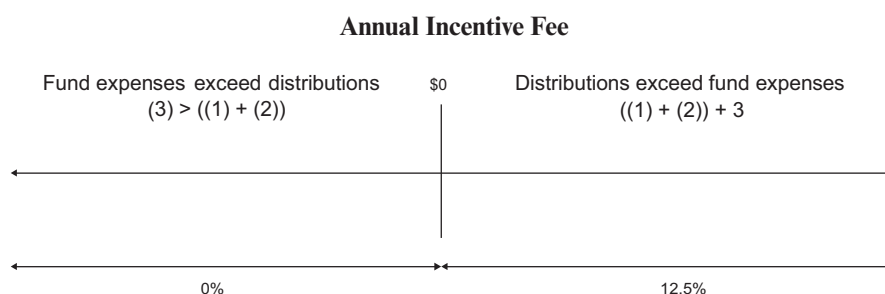 Annual Incentive Fee
Fund expenses exceed distributions
(3) > ((1) + (2))
$0
Distributions exceed fund expenses
((1) + (2)) + 3
0%
12.5%